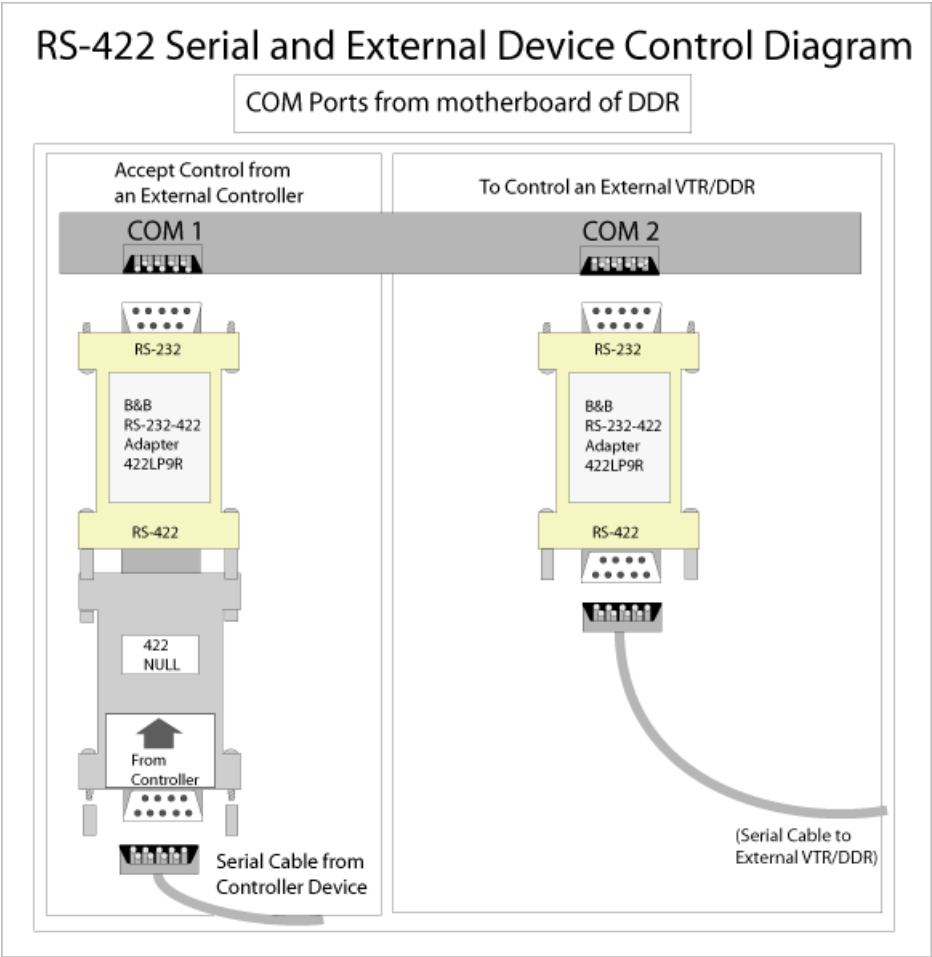 RS-422 Serial and External Device Control Diagram
COM Ports from motherboard of DDR
Accept Control from
an External Controller
To Control an External VTR/DDR
COM 1
COM 2
RS-232
B&B
RS-232-422
Adapter
422LP9R
RS-422
422
NULL
From
Controller
Serial Cable from
Controller Device
RS-232
B&B
RS-232-422
Adapter
422LP9R
RS-422
(Serial Cable to
External VTR/DDR)